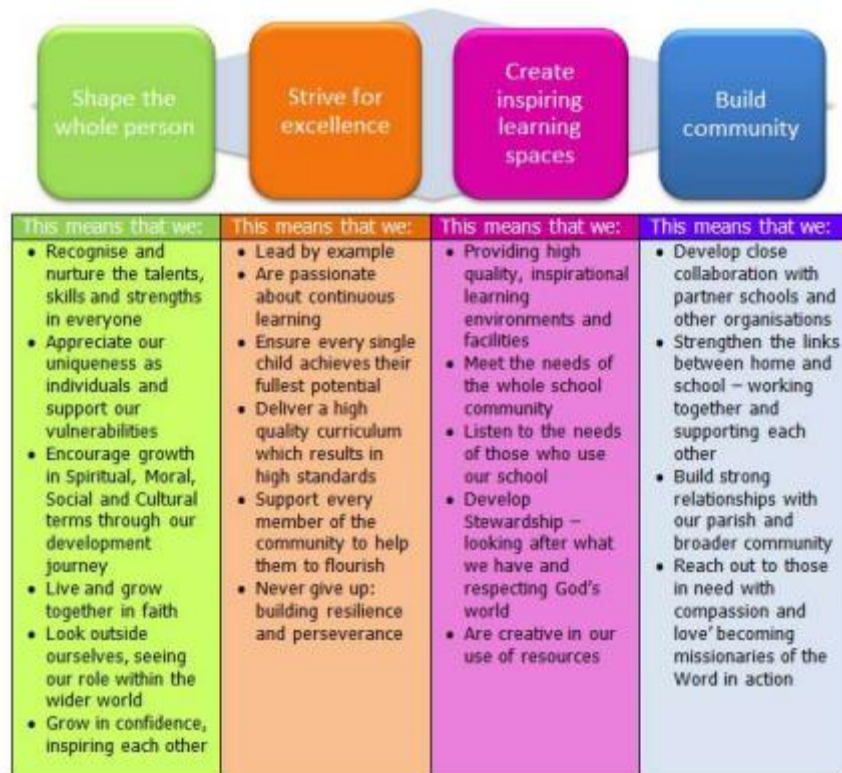 Shape the
whole person
Strive for
excellence
Create
inspiring
learning
spaces
Build
community
This means that we:
• Recognise and
nurture the talents,
skills and strengths
in everyone
• Appreciate our
uniqueness as
individuals and
support our
vulnerabilities
• Encourage growth
in Spiritual, Moral,
Social and Cultural
terms through our
development
journey
• Live and grow
together in faith
• Look outside
ourselves, seeing
our role within the
wider world
• Grow in confidence,
inspiring each other
This means that we:
• Lead by example
• Are passionate
about continuous
learning
• Ensure every single
child achieves their
fullest potential
• Deliver a high
quality curriculum
which results in
high standards
• Support every
member of the
community to help
them to flourish
• Never give up:
building resilience
and perseverance
This means that we:
• Providing high
quality, inspirational
learning
environments and
facilities
• Meet the needs of
the whole school
community
• Listen to the needs
of those who use
our school
• Develop
Stewardship –
looking after what
we have and
respecting God's
world
• Are creative in our
use of resources
This means that we:
• Develop close
collaboration with
partner schools and
other organisations
• Strengthen the links
between home and
school – working
together and
supporting each
other
• Build strong
relationships with
our parish and
broader community
• Reach out to those
in need with
compassion and
love' becoming
missionaries of the
Word in action